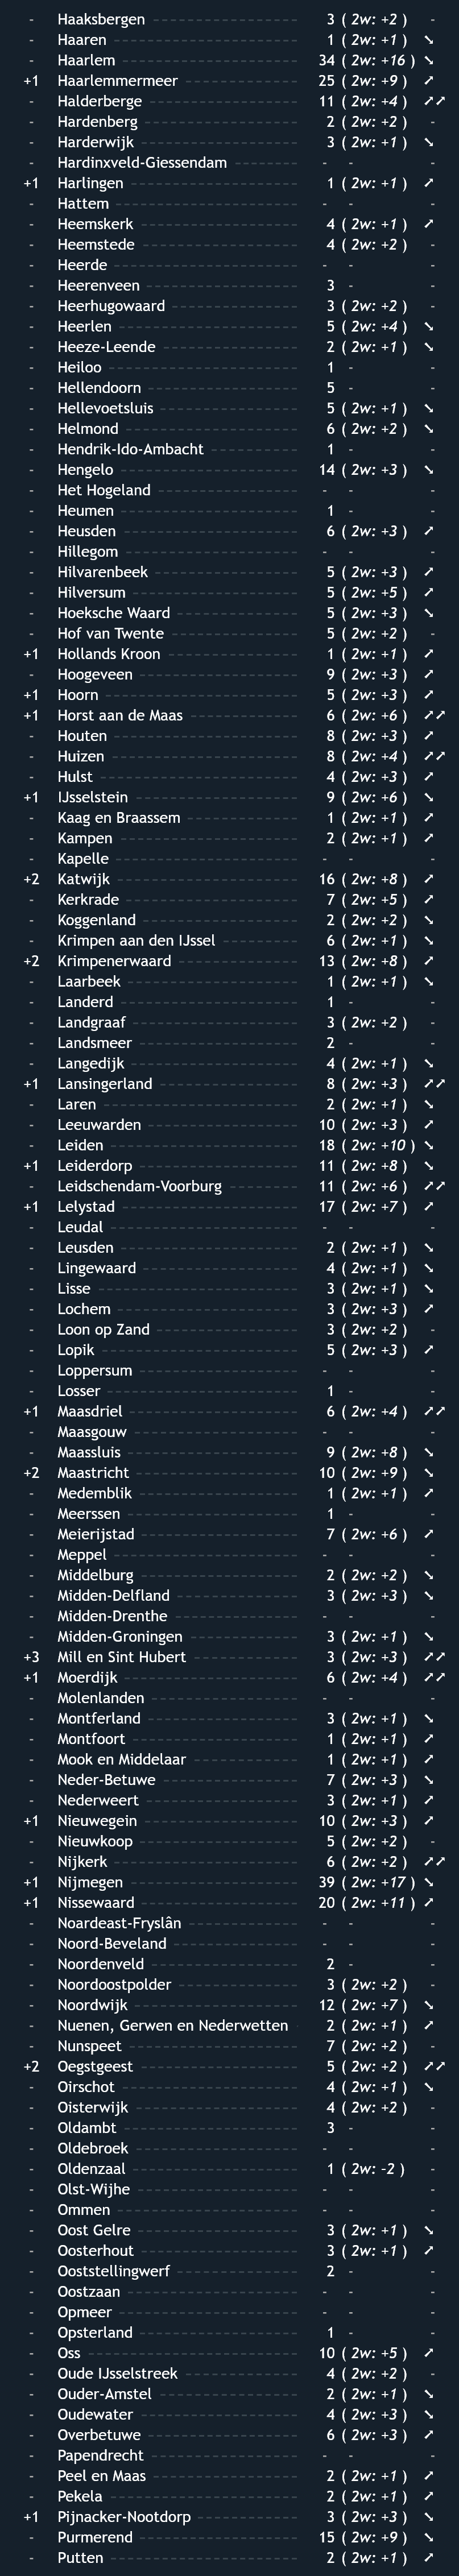 - Haaksbergen 3 ( 2w: +2 ) -
- Haaren 1 ( 2w: +1 ) ➘
- Haarlem 34 ( 2w: +16 ) ➘
+1 Haarlemmermeer 25 ( 2w: +9 ) ➚
- Halderberge 11 ( 2w: +4 ) ➚➚
- Hardenberg 2 ( 2w: +2 ) -
- Harderwijk 3 ( 2w: +1 ) ➘
- Hardinxveld-Giessendam - - -
+1 Harlingen 1 ( 2w: +1 ) ➚
- Hattem - - -
- Heemskerk 4 ( 2w: +1 ) ➚
- Heemstede 4 ( 2w: +2 ) -
- Heerde - - -
- Heerenveen 3 - -
- Heerhugowaard 3 ( 2w: +2 ) -
- Heerlen 5 ( 2w: +4 ) ➘
- Heeze-Leende 2 ( 2w: +1 ) ➘
- Heiloo 1 - -
- Hellendoorn 5 - -
- Hellevoetsluis 5 ( 2w: +1 ) ➘
- Helmond 6 ( 2w: +2 ) ➘
- Hendrik-Ido-Ambacht 1 - -
- Hengelo 14 ( 2w: +3 ) ➘
- Het Hogeland - - -
- Heumen 1 - -
- Heusden 6 ( 2w: +3 ) ➚
- Hillegom - - -
- Hilvarenbeek 5 ( 2w: +3 ) ➚
- Hilversum 5 ( 2w: +5 ) ➚
- Hoeksche Waard 5 ( 2w: +3 ) ➘
- Hof van Twente 5 ( 2w: +2 ) -
+1 Hollands Kroon 1 ( 2w: +1 ) ➚
- Hoogeveen 9 ( 2w: +3 ) ➚
+1 Hoorn 5 ( 2w: +3 ) ➚
+1 Horst aan de Maas 6 ( 2w: +6 ) ➚➚
- Houten 8 ( 2w: +3 ) ➚
- Huizen 8 ( 2w: +4 ) ➚➚
- Hulst 4 ( 2w: +3 ) ➚
+1 IJsselstein 9 ( 2w: +6 ) ➘
- Kaag en Braassem 1 ( 2w: +1 ) ➚
- Kampen 2 ( 2w: +1 ) ➚
- Kapelle - - -
+2 Katwijk 16 ( 2w: +8 ) ➚
- Kerkrade 7 ( 2w: +5 ) ➚
- Koggenland 2 ( 2w: +2 ) ➘
- Krimpen aan den IJssel 6 ( 2w: +1 ) ➘
+2 Krimpenerwaard 13 ( 2w: +8 ) ➚
- Laarbeek 1 ( 2w: +1 ) ➘
- Landerd 1 - -
- Landgraaf 3 ( 2w: +2 ) -
- Landsmeer 2 - -
- Langedijk 4 ( 2w: +1 ) ➘
+1 Lansingerland 8 ( 2w: +3 ) ➚➚
- Laren 2 ( 2w: +1 ) ➘
- Leeuwarden 10 ( 2w: +3 ) ➚
- Leiden 18 ( 2w: +10 ) ➘
+1 Leiderdorp 11 ( 2w: +8 ) ➘
- Leidschendam-Voorburg 11 ( 2w: +6 ) ➚➚
+1 Lelystad 17 ( 2w: +7 ) ➚
- Leudal - - -
- Leusden 2 ( 2w: +1 ) ➘
- Lingewaard 4 ( 2w: +1 ) ➘
- Lisse 3 ( 2w: +1 ) ➘
- Lochem 3 ( 2w: +3 ) ➚
- Loon op Zand 3 ( 2w: +2 ) -
- Lopik 5 ( 2w: +3 ) ➚
- Loppersum - - -
- Losser 1 - -
+1 Maasdriel 6 ( 2w: +4 ) ➚➚
- Maasgouw - - -
- Maassluis 9 ( 2w: +8 ) ➘
+2 Maastricht 10 ( 2w: +9 ) ➘
- Medemblik 1 ( 2w: +1 ) ➚
- Meerssen 1 - -
- Meierijstad 7 ( 2w: +6 ) ➚
- Meppel - - -
- Middelburg 2 ( 2w: +2 ) ➘
- Midden-Delfland 3 ( 2w: +3 ) ➘
- Midden-Drenthe - - -
- Midden-Groningen 3 ( 2w: +1 ) ➘
+3 Mill en Sint Hubert 3 ( 2w: +3 ) ➚➚
+1 Moerdijk 6 ( 2w: +4 ) ➚➚
- Molenlanden - - -
- Montferland 3 ( 2w: +1 ) ➘
- Montfoort 1 ( 2w: +1 ) ➚
- Mook en Middelaar 1 ( 2w: +1 ) ➚
- Neder-Betuwe 7 ( 2w: +3 ) ➘
- Nederweert 3 ( 2w: +1 ) ➚
+1 Nieuwegein 10 ( 2w: +3 ) ➚
- Nieuwkoop 5 ( 2w: +2 ) -
- Nijkerk 6 ( 2w: +2 ) ➚➚
+1 Nijmegen 39 ( 2w: +17 ) ➘
+1 Nissewaard 20 ( 2w: +11 ) ➚
- Noardeast-Fryslân - - -
- Noord-Beveland - - -
- Noordenveld 2 - -
- Noordoostpolder 3 ( 2w: +2 ) -
- Noordwijk 12 ( 2w: +7 ) ➘
- Nuenen, Gerwen en Nederwetten 2 ( 2w: +1 ) ➚
- Nunspeet 7 ( 2w: +2 ) -
+2 Oegstgeest 5 ( 2w: +2 ) ➚➚
- Oirschot 4 ( 2w: +1 ) ➘
- Oisterwijk 4 ( 2w: +2 ) -
- Oldambt 3 - -
- Oldebroek - - -
- Oldenzaal 1 ( 2w: -2 ) -
- Olst-Wijhe - - -
- Ommen - - -
- Oost Gelre 3 ( 2w: +1 ) ➘
- Oosterhout 3 ( 2w: +1 ) ➚
- Ooststellingwerf 2 - -
- Oostzaan - - -
- Opmeer - - -
- Opsterland 1 - -
- Oss 10 ( 2w: +5 ) ➚
- Oude IJsselstreek 4 ( 2w: +2 ) -
- Ouder-Amstel 2 ( 2w: +1 ) ➘
- Oudewater 4 ( 2w: +3 ) ➘
- Overbetuwe 6 ( 2w: +3 ) ➚
- Papendrecht - - -
- Peel en Maas 2 ( 2w: +1 ) ➚
- Pekela 2 ( 2w: +1 ) ➚
+1 Pijnacker-Nootdorp 3 ( 2w: +3 ) ➘
- Purmerend 15 ( 2w: +9 ) ➘
- Putten 2 ( 2w: +1 ) ➚